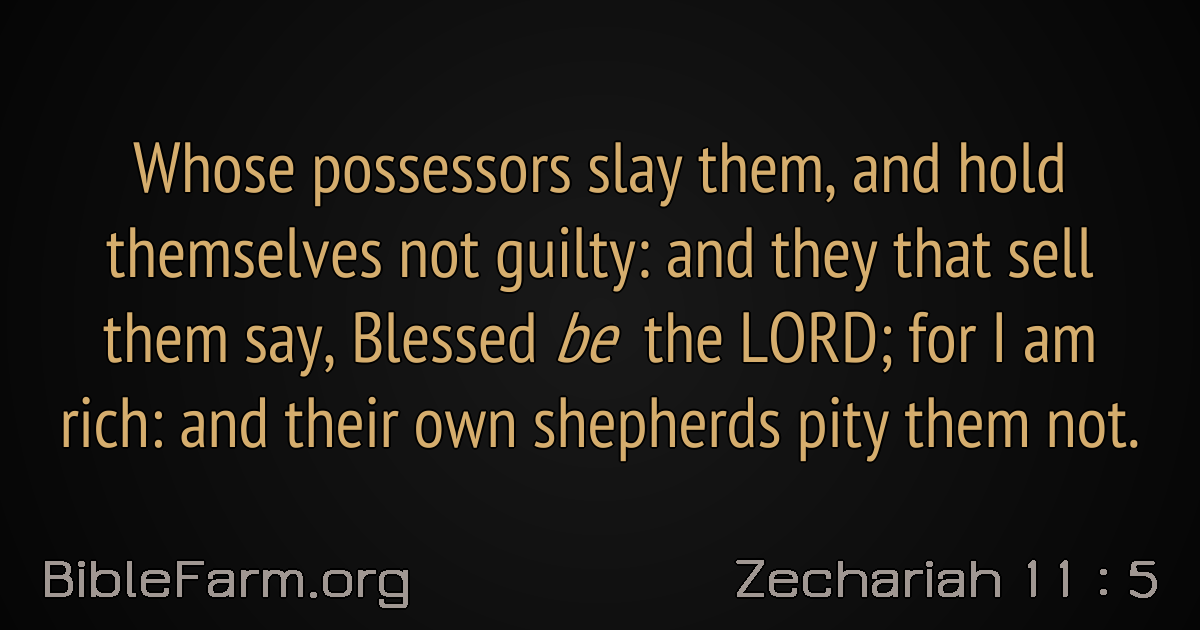 Whose possessors slay them, and hold
themselves not guilty: and they that sell
them say, Blessed be the LORD; for I am
rich: and their own shepherds pity them not.
BibleFarm.org
Zechariah 11 : 5